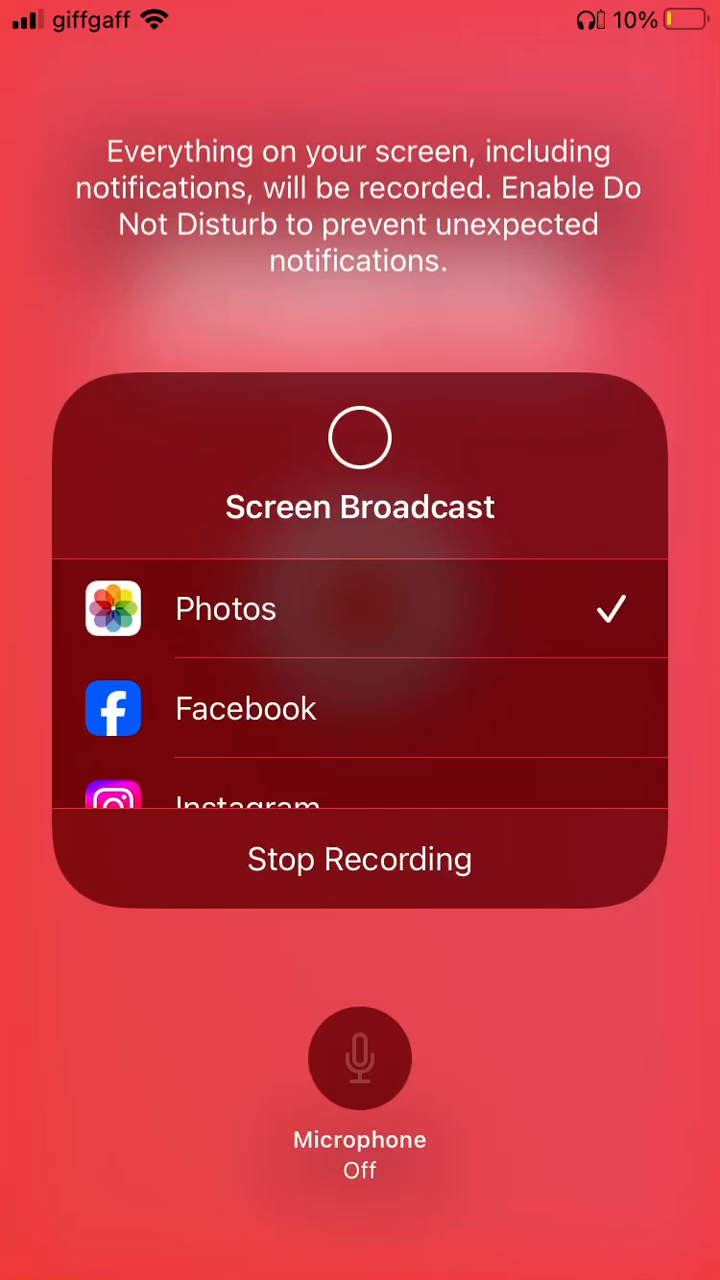 giffgaff 10%
Everything on your screen, including
notifications, will be recorded. Enable Do
Not Disturb to prevent unexpected
notifications.
Screen Broadcast
Photos
Facebook
Instagram
Stop Recording
Microphone
Off